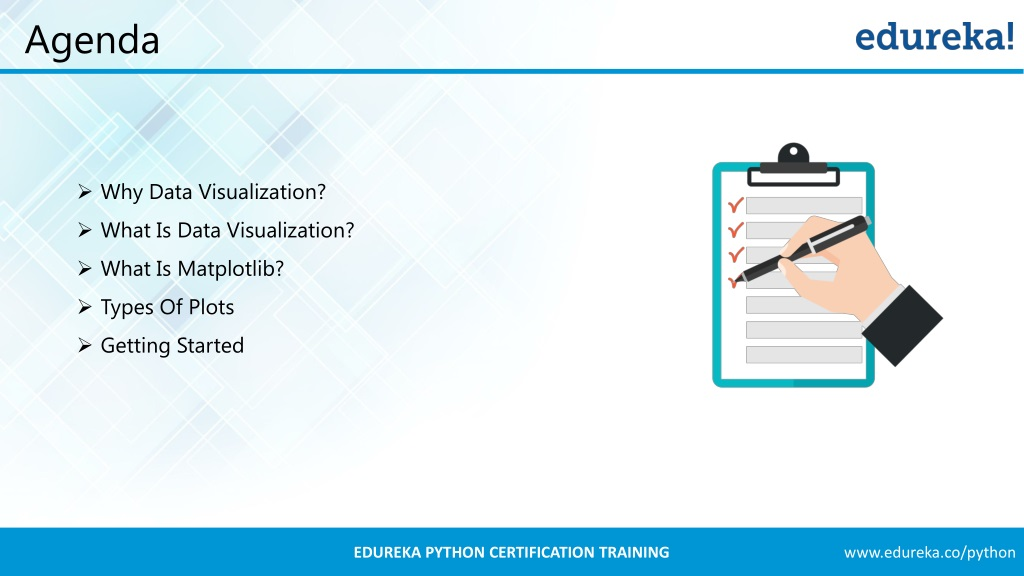 Agenda
edureka!
➢ Why Data Visualization?
➢ What Is Data Visualization?
➢ What Is Matplotlib?
➢ Types Of Plots
➢ Getting Started
EDUREKA PYTHON CERTIFICATION TRAINING
www.edureka.co/python